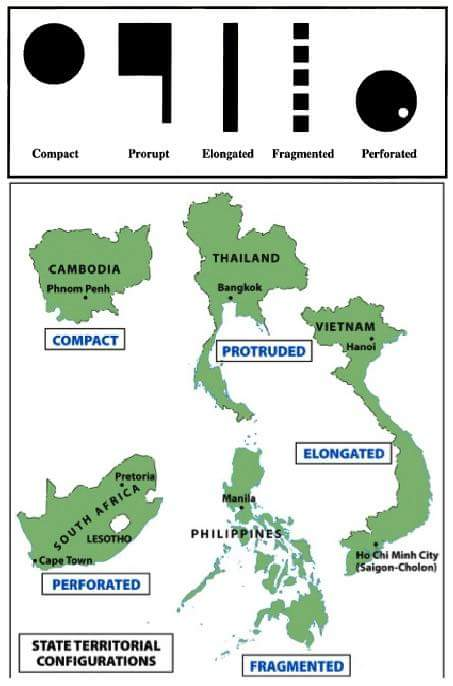 Compact
Prorupt
Elongated
Fragmented
Perforated
CAMBODIA
Phnom Penh
COMPACT
THAILAND
Bangkok
PROTRUDED
VIETNAM
Hanoi
ELONGATED
Ho Chi Minh City
(Saigon-Cholon)
Pretoria
SOUTH AFRICA
LESOTHO
Cape Town
PERFORATED
Manila
PHILIPPINES
FRAGMENTED
STATE TERRITORIAL
CONFIGURATIONS